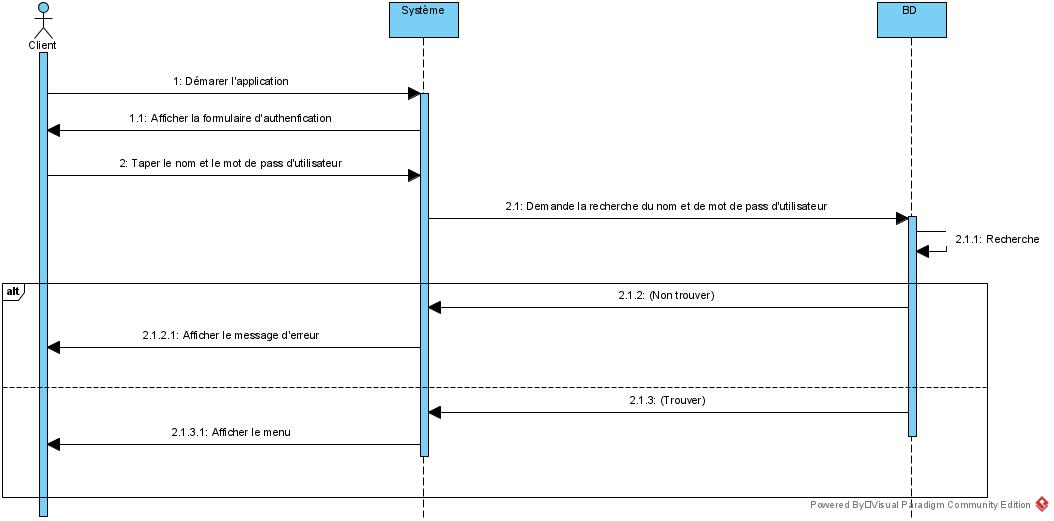 Client
Système
BD
1: Démarer l'application
1.1: Afficher la formulaire d'authenfication
2: Taper le nom et le mot de pass d'utilisateur
2.1: Demande la recherche du nom et de mot de pass d'utilisateur
2.1.1: Recherche
alt
2.1.2: (Non trouver)
2.1.2.1: Afficher le message d'erreur
2.1.3: (Trouver)
2.1.3.1: Afficher le menu
Powered By Visual Paradigm Community Edition